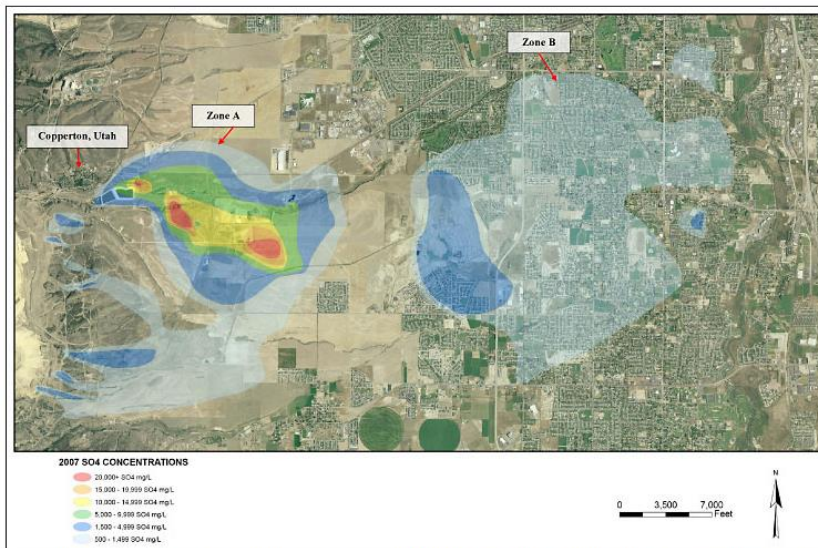 Zone B
Zone A
Copperton, Utah
2007 SO4 CONCENTRATIONS
20,000+ SO4 mg/L
15,000 - 19,999 SO4 mg/L
10,000 - 14,999 SO4 mg/L
5,000 - 9,999 SO4 mg/L
1,500 - 4,999 SO4 mg/L
500 - 1,499 SO4 mg/L
N
0 3,500 7,000
Feet